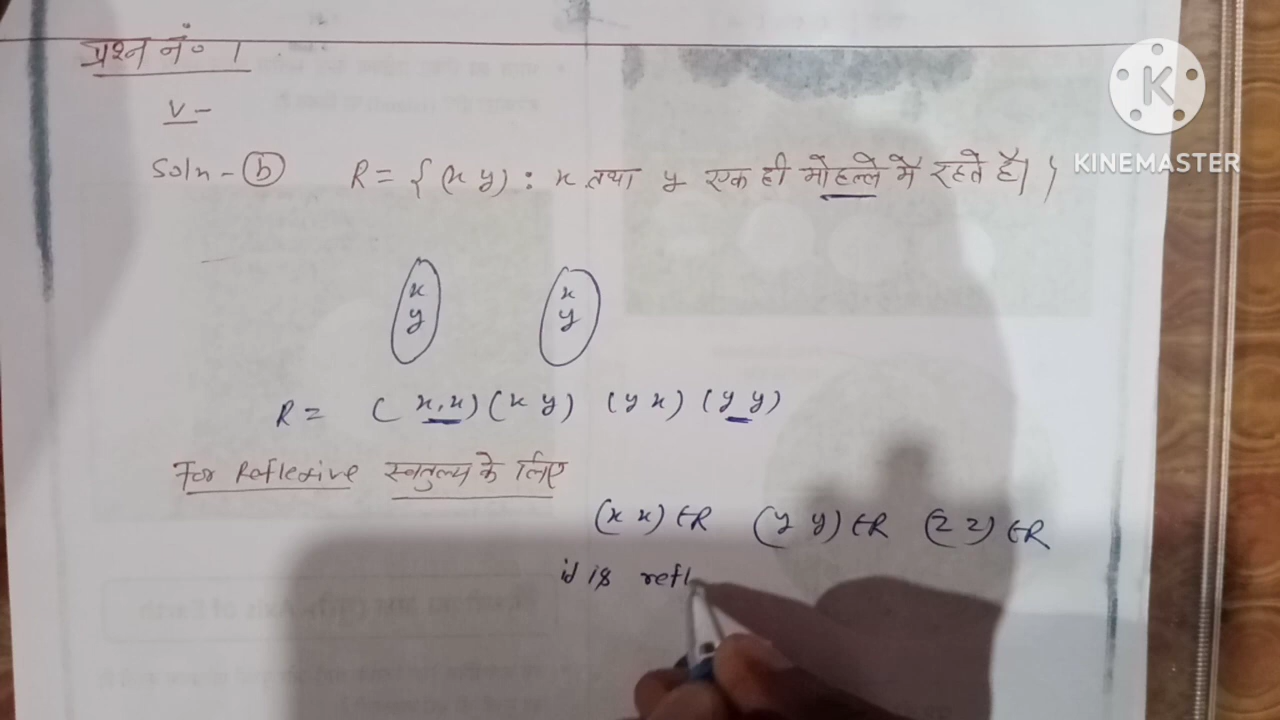 प्रश्न नं० 1
v-
Soln - (b) R = { (x y) : x तथा y एक ही मोहल्ले में रहते है। }
x x
y y
R = ( x,x) (x y) (y x) (y y)
For Reflexive स्वतुल्य के लिए
(x x) ∈R (y y) ∈R (z z) ∈R
it is refl
K
KINEMASTER